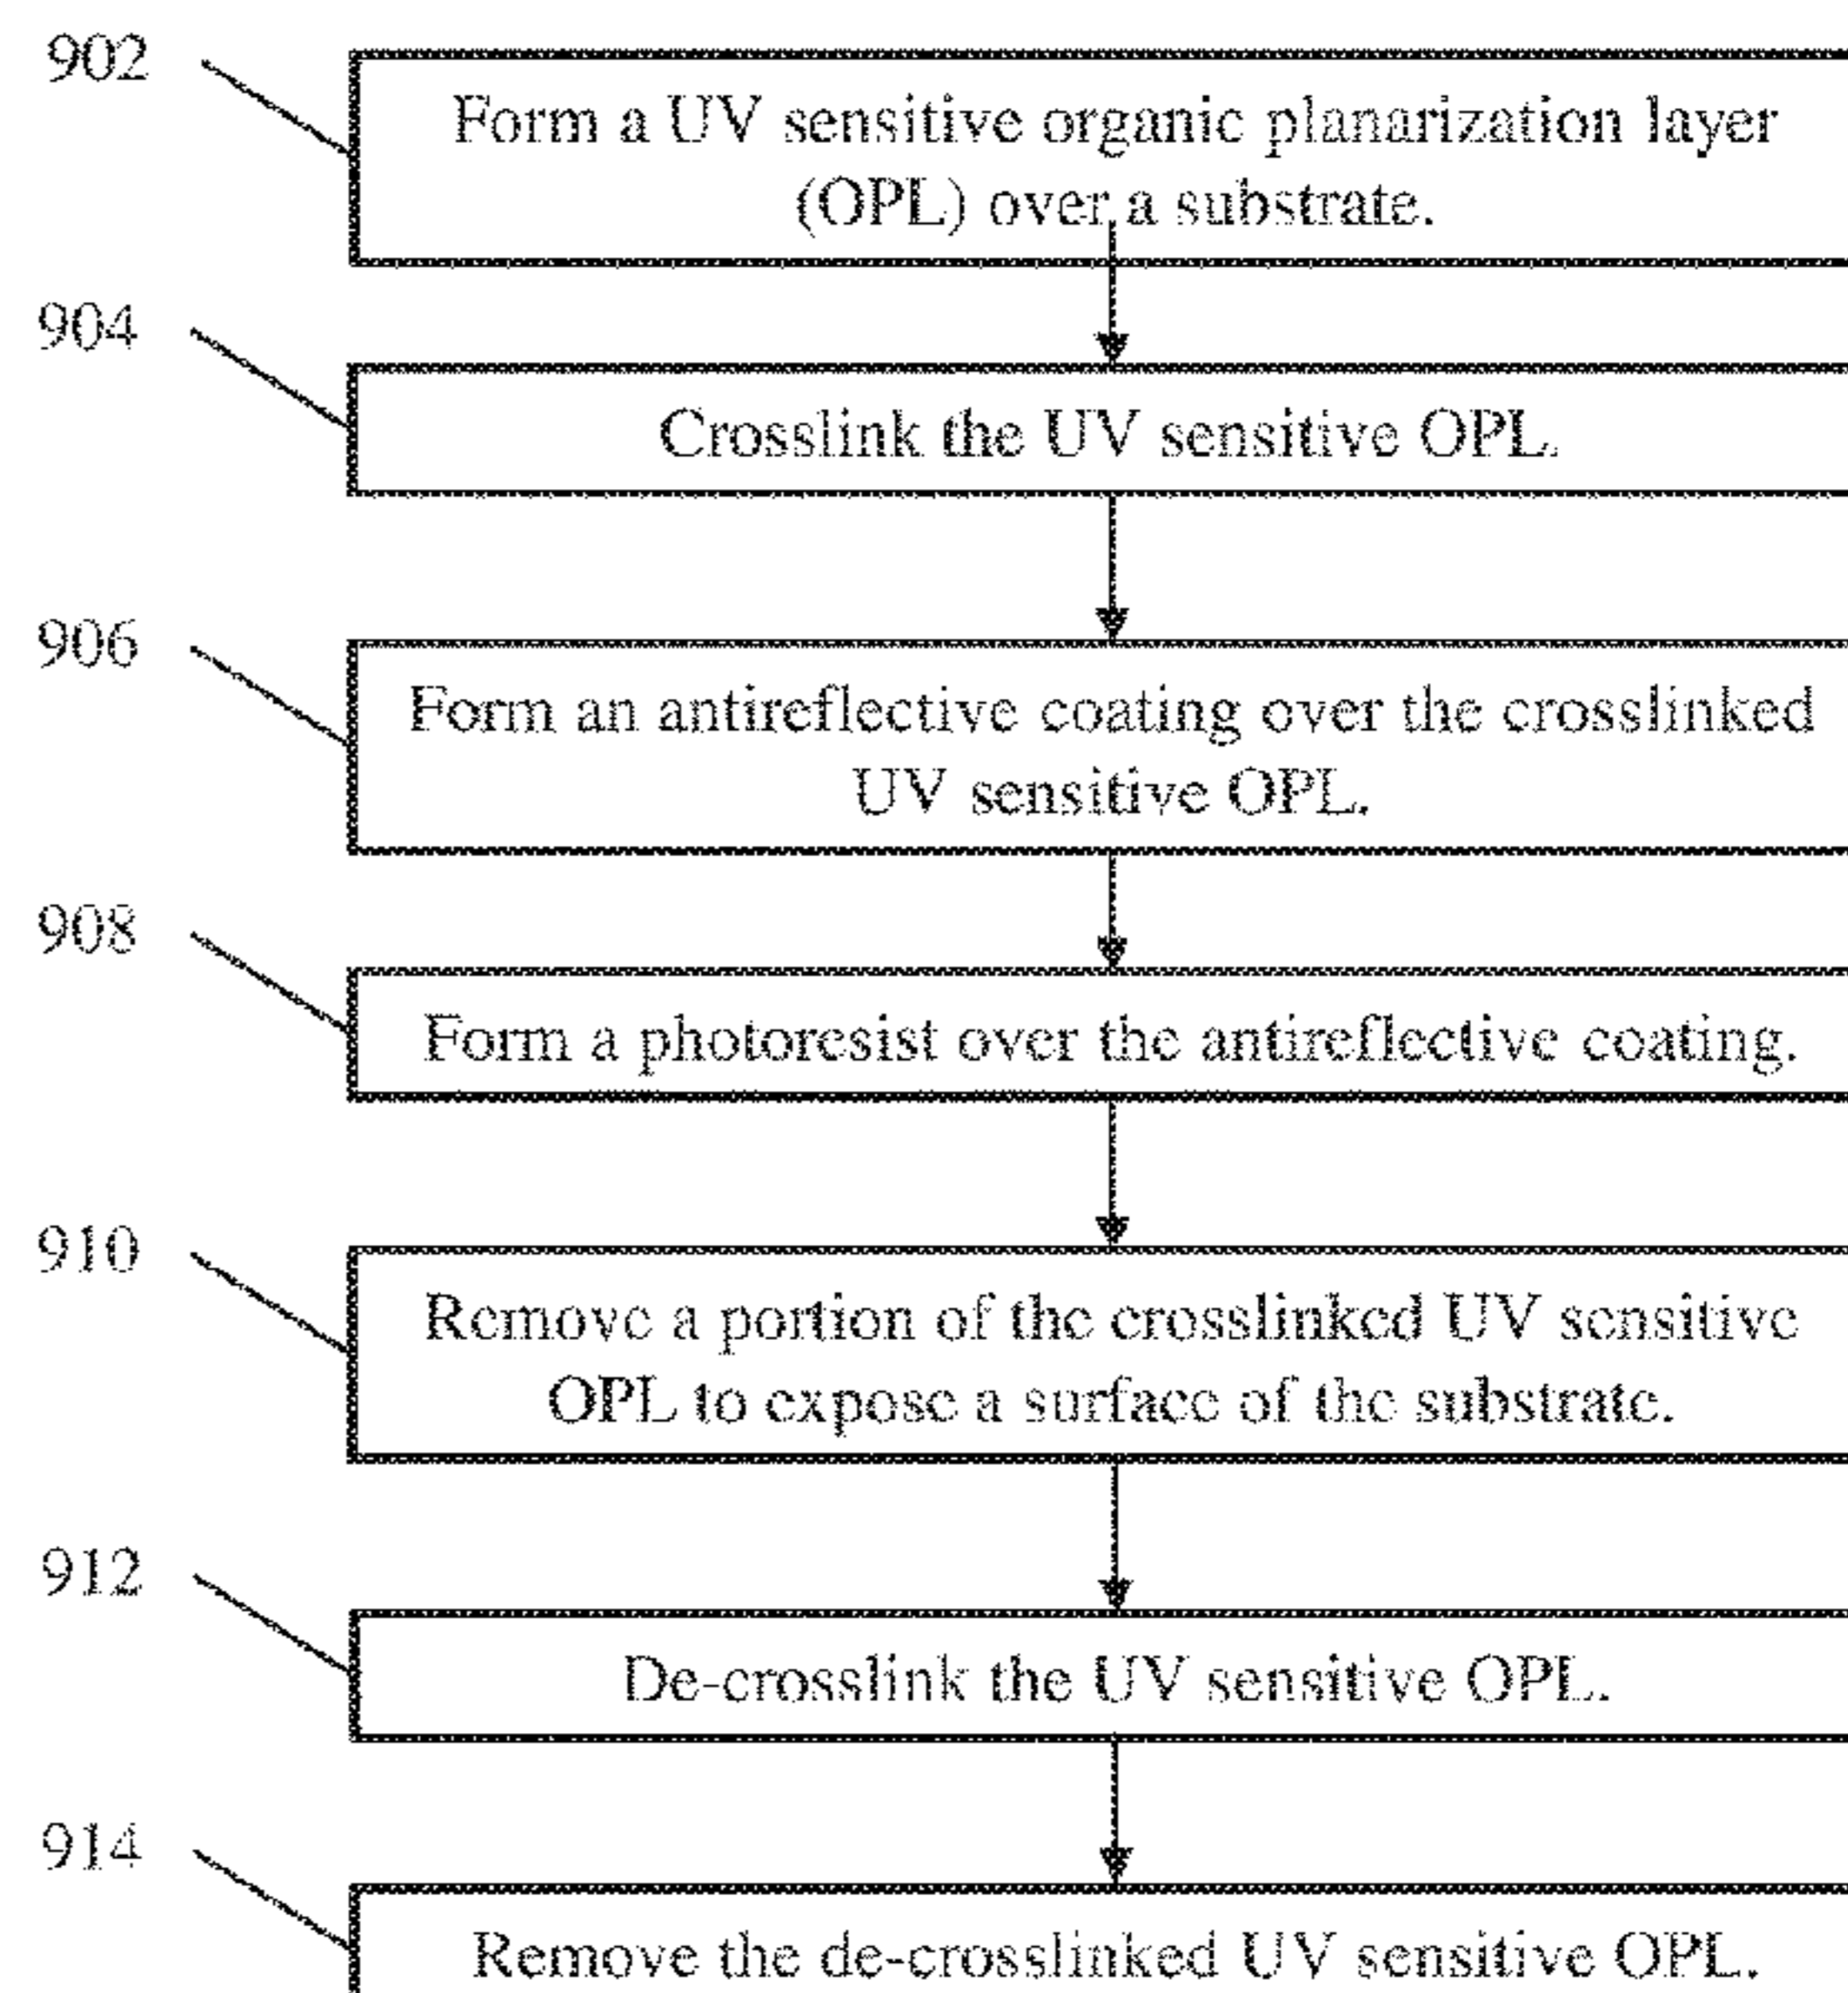 902
Form a UV sensitive organic planarization layer
(OPL) over a substrate.
904
Crosslink the UV sensitive OPL.
906
Form an antireflective coating over the crosslinked
UV sensitive OPL.
908
Form a photoresist over the antireflective coating.
910
Remove a portion of the crosslinked UV sensitive
OPL to expose a surface of the substrate.
912
De-crosslink the UV sensitive OPL.
914
Remove the de-crosslinked UV sensitive OPL.